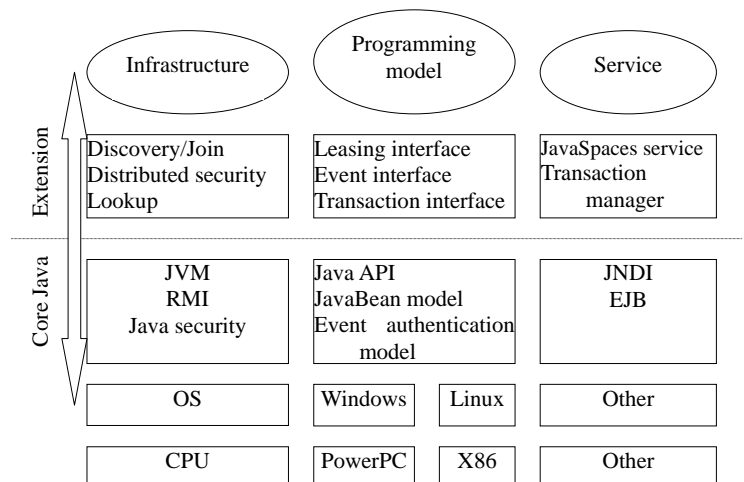 Infrastructure
Programming
model
Service
Extension
Discovery/Join
Distributed security
Lookup
Leasing interface
Event interface
Transaction interface
JavaSpaces service
Transaction
manager
Core Java
JVM
RMI
Java security
Java API
JavaBean model
Event authentication
model
JNDI
EJB
OS
Windows
Linux
Other
CPU
PowerPC
X86
Other